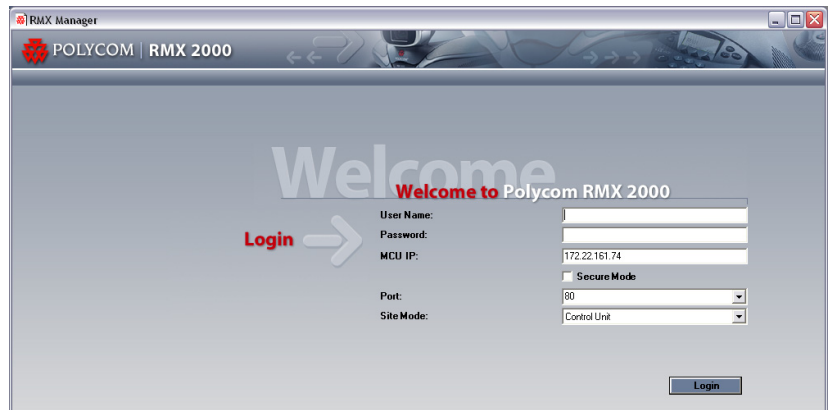 RMX Manager
POLYCOM | RMX 2000
Welcome
Welcome to Polycom RMX 2000
Login
User Name:
Password:
MCU IP: 172.22.161.74
Secure Mode
Port: 80
Site Mode: Control Unit
Login